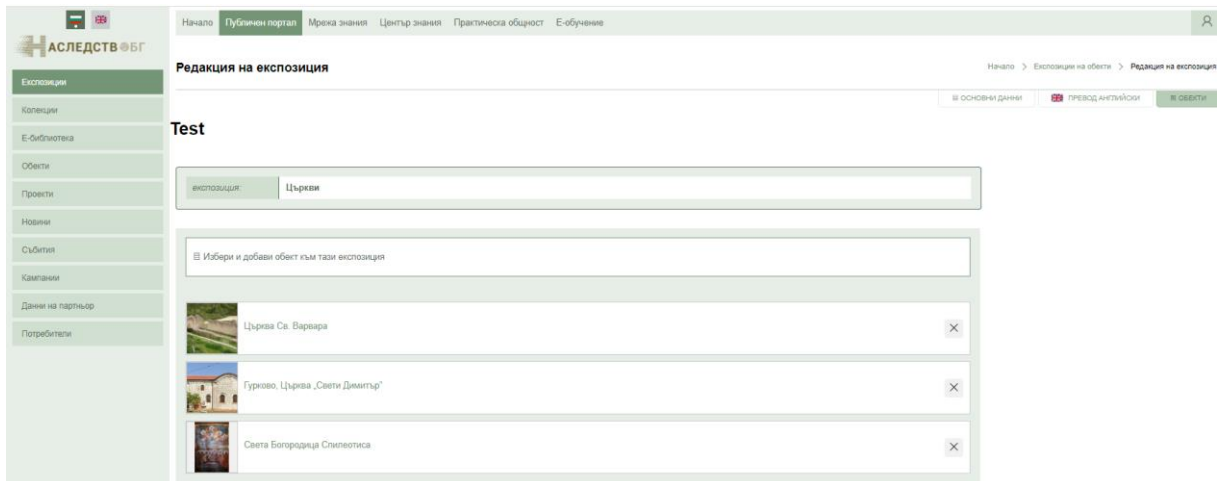 Начало Публичен портал Мрежа знания Център знания Практическа общност Е-обучение
НАСЛЕДСТВ@БГ
Редакция на експозиция
Начало > Експозиции на обекти > Редакция на експозиция
ОСНОВНИ ДАННИ ПРЕВОД АНГЛИЙСКИ ОБЕКТИ
Експозиции
Колекции
Е-библиотека
Обекти
Проекти
Новини
Събития
Кампании
Данни на партньор
Потребители
Test
експозиция: Църкви
Избери и добави обект към тази експозиция
Църква Св. Варвара
Гурково, Църква „Свети Димитър"
Света Богородица Спилеотиса